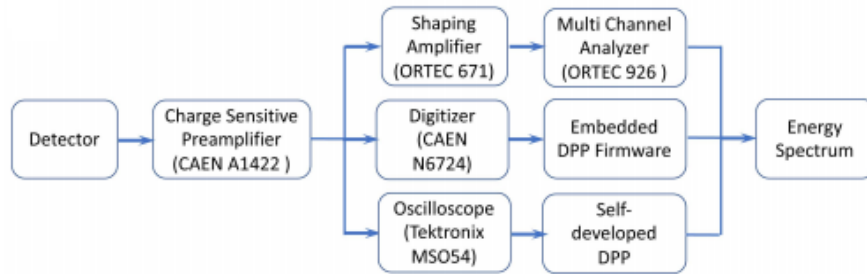 Detector
Charge Sensitive
Preamplifier
(CAEN A1422 )
Shaping
Amplifier
(ORTEC 671)
Multi Channel
Analyzer
(ORTEC 926 )
Digitizer
(CAEN
N6724)
Embedded
DPP Firmware
Oscilloscope
(Tektronix
MSO54)
Self-
developed
DPP
Energy
Spectrum